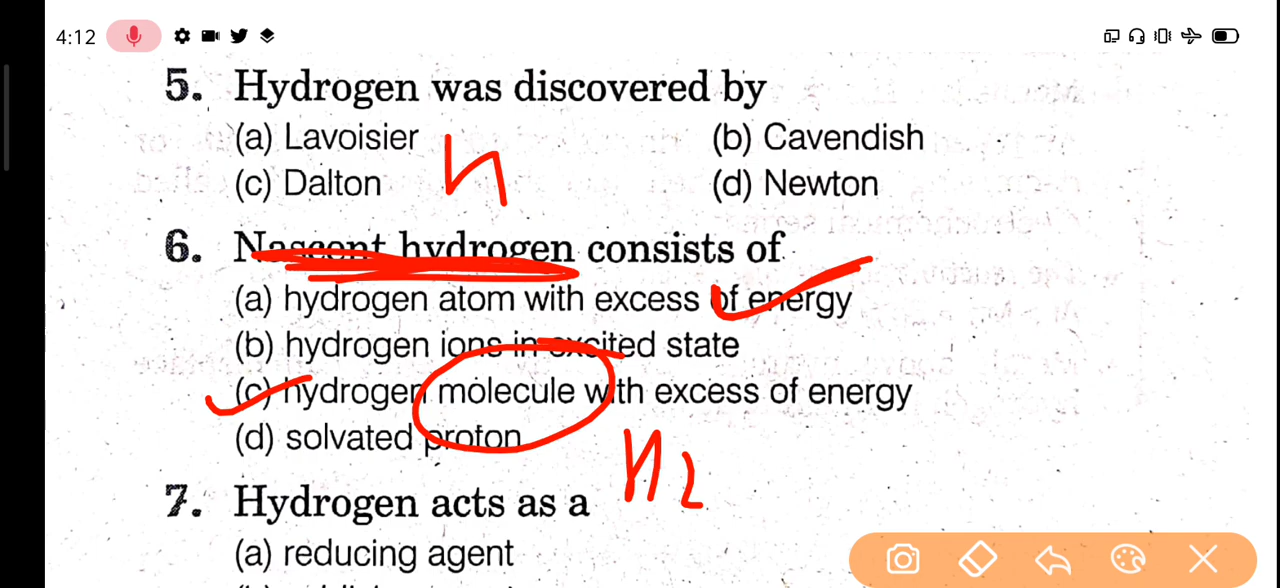 4:12
5. Hydrogen was discovered by
(a) Lavoisier (b) Cavendish
(c) Dalton (d) Newton
6. Nascent hydrogen consists of
(a) hydrogen atom with excess of energy
(b) hydrogen ions in excited state
(c) hydrogen molecule with excess of energy
(d) solvated proton
H2
7. Hydrogen acts as a
(a) reducing agent